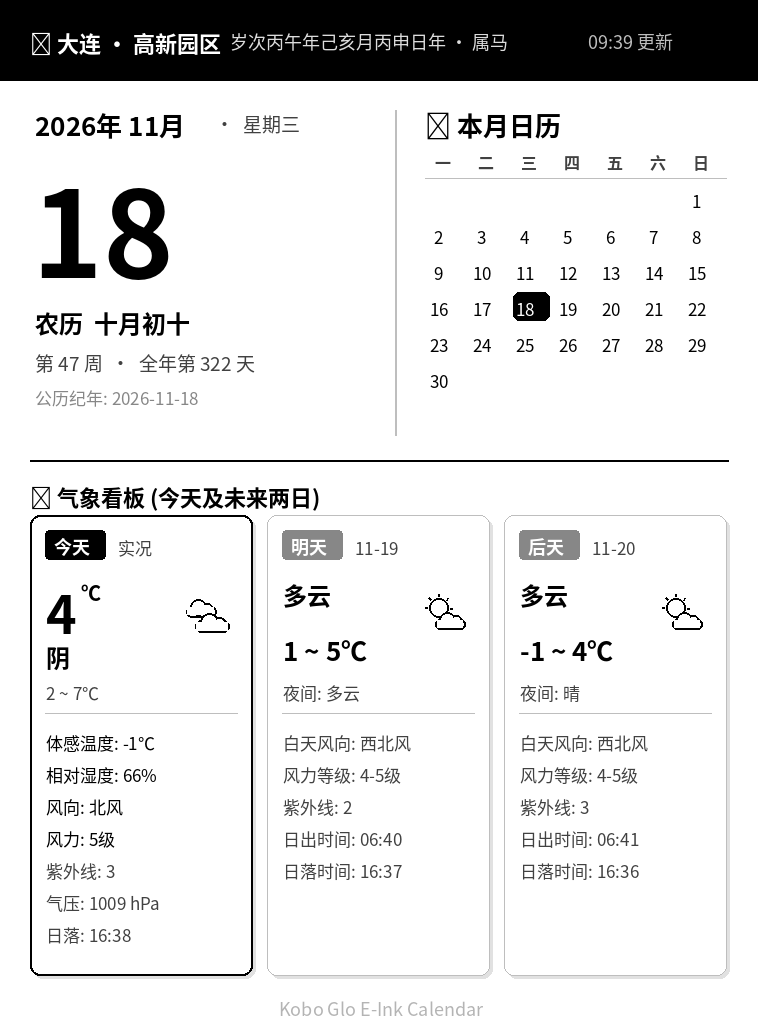 大连 · 高新园区 岁次丙午年己亥月丙申日年 · 属马 09:39 更新
2026年 11月 · 星期三
18
农历 十月初十
第 47 周 · 全年第 322 天
公历纪年: 2026-11-18
本月日历
一 二 三 四 五 六 日
1
2 3 4 5 6 7 8
9 10 11 12 13 14 15
16 17 18 19 20 21 22
23 24 25 26 27 28 29
30
气象看板 (今天及未来两日)
今天 实况
4℃
阴
2 ~ 7℃
体感温度: -1℃
相对湿度: 66%
风向: 北风
风力: 5级
紫外线: 3
气压: 1009 hPa
日落: 16:38
明天 11-19
多云
1 ~ 5℃
夜间: 多云
白天风向: 西北风
风力等级: 4-5级
紫外线: 2
日出时间: 06:40
日落时间: 16:37
后天 11-20
多云
-1 ~ 4℃
夜间: 晴
白天风向: 西北风
风力等级: 4-5级
紫外线: 3
日出时间: 06:41
日落时间: 16:36
Kobo Glo E-Ink Calendar